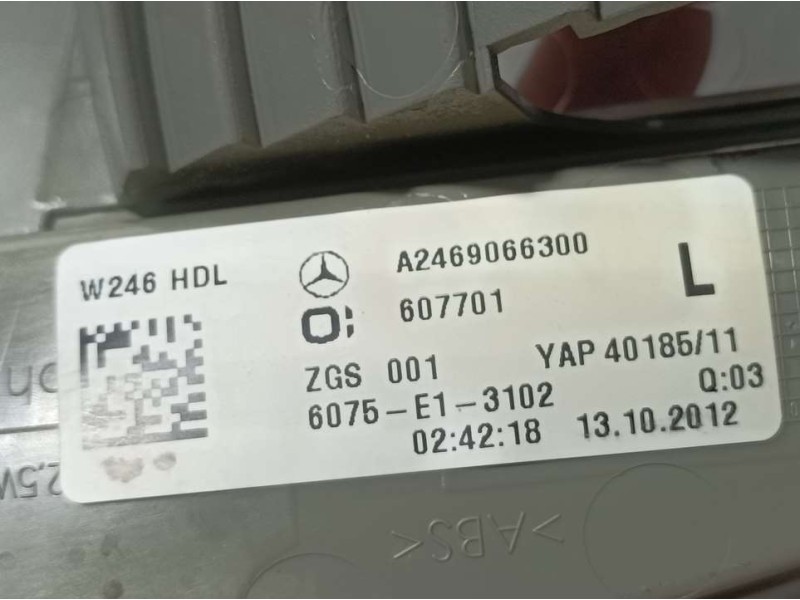 W246 HDL
A2469066300
L
607701
ZGS 001
YAP 40185/11
6075-E1-3102
Q:03
02:42:18
13.10.2012
>ABS<